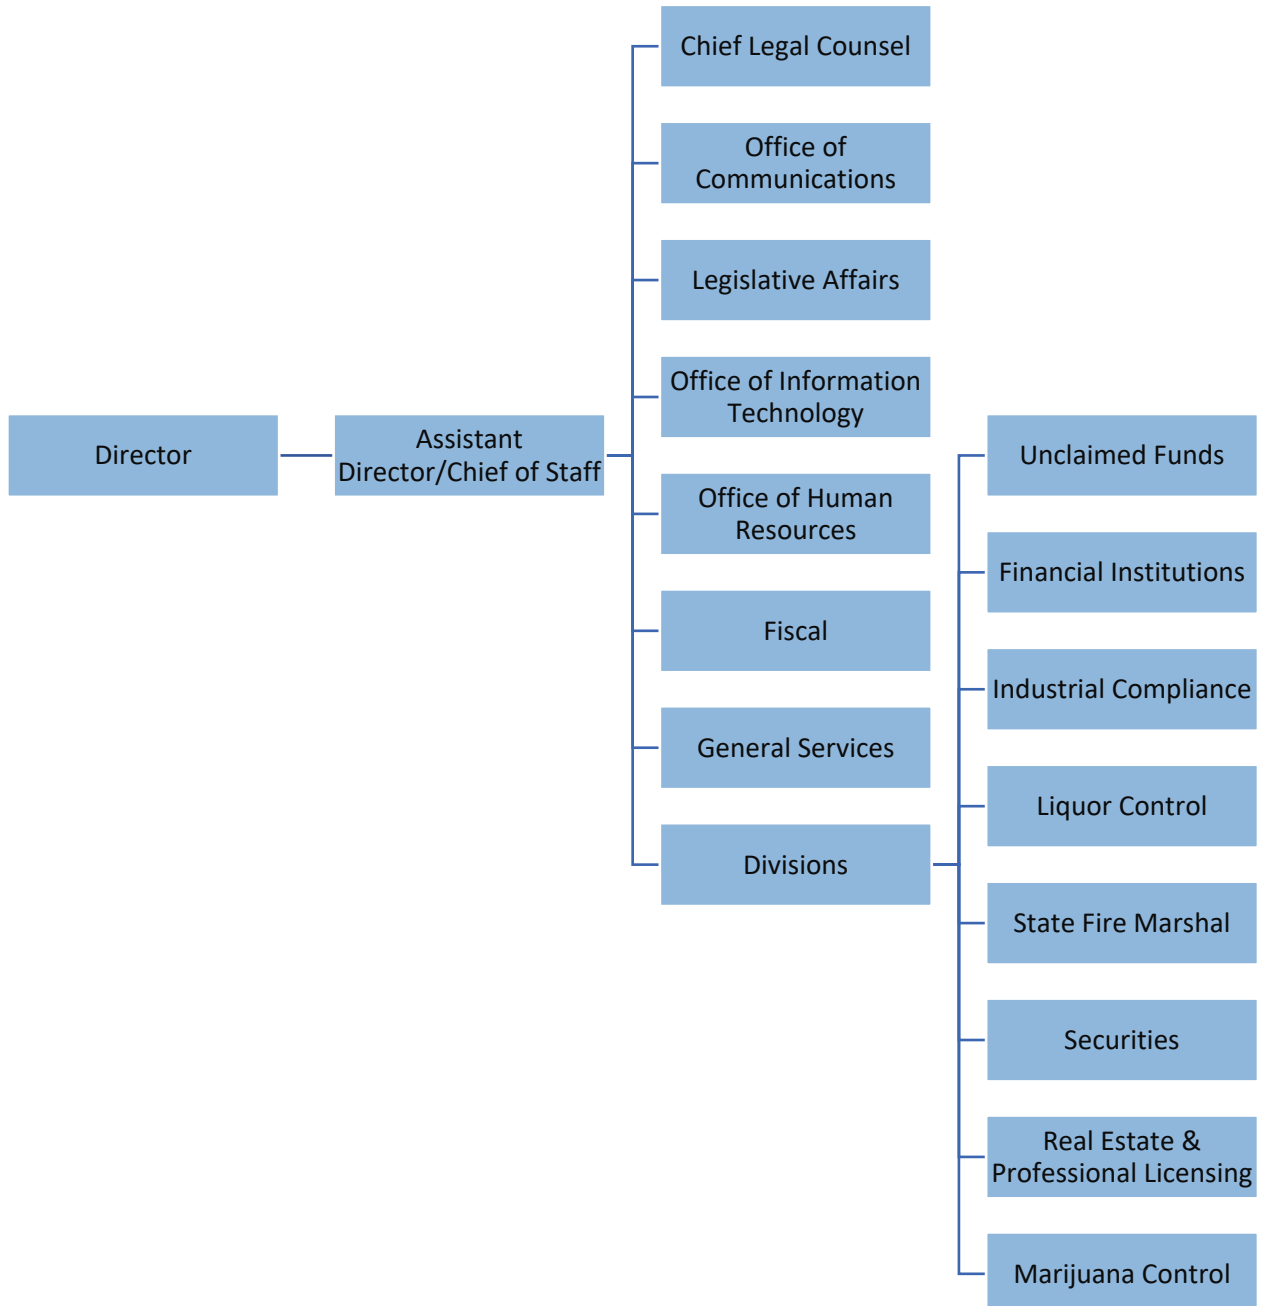 Director
Assistant
Director/Chief of Staff
Chief Legal Counsel
Office of
Communications
Legislative Affairs
Office of Information
Technology
Office of Human
Resources
Fiscal
General Services
Divisions
Unclaimed Funds
Financial Institutions
Industrial Compliance
Liquor Control
State Fire Marshal
Securities
Real Estate &
Professional Licensing
Marijuana Control